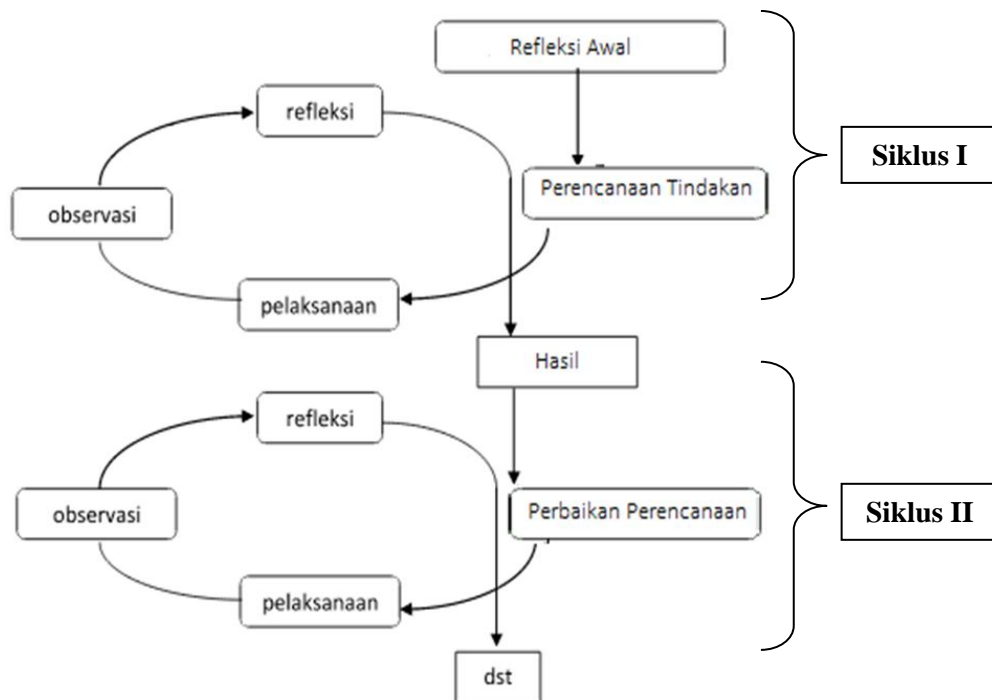 Refleksi Awal
refleksi
Siklus I
Perencanaan Tindakan
observasi
pelaksanaan
Hasil
refleksi
observasi
Perbaikan Perencanaan
Siklus II
pelaksanaan
dst